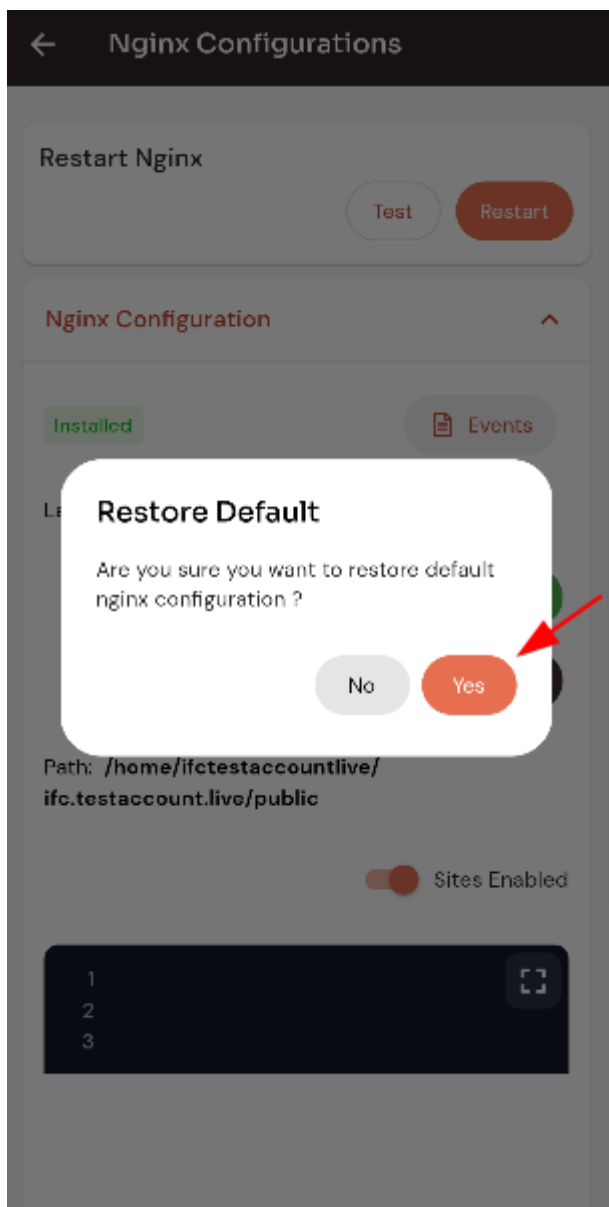 Nginx Configurations
Restart Nginx
Test
Restart
Nginx Configuration
Installed
Events
Restore Default
Are you sure you want to restore default
nginx configuration ?
No
Yes
Path: /home/ifctestaccountlive/
ifc.testaccount.live/public
Sites Enabled
1
2
3